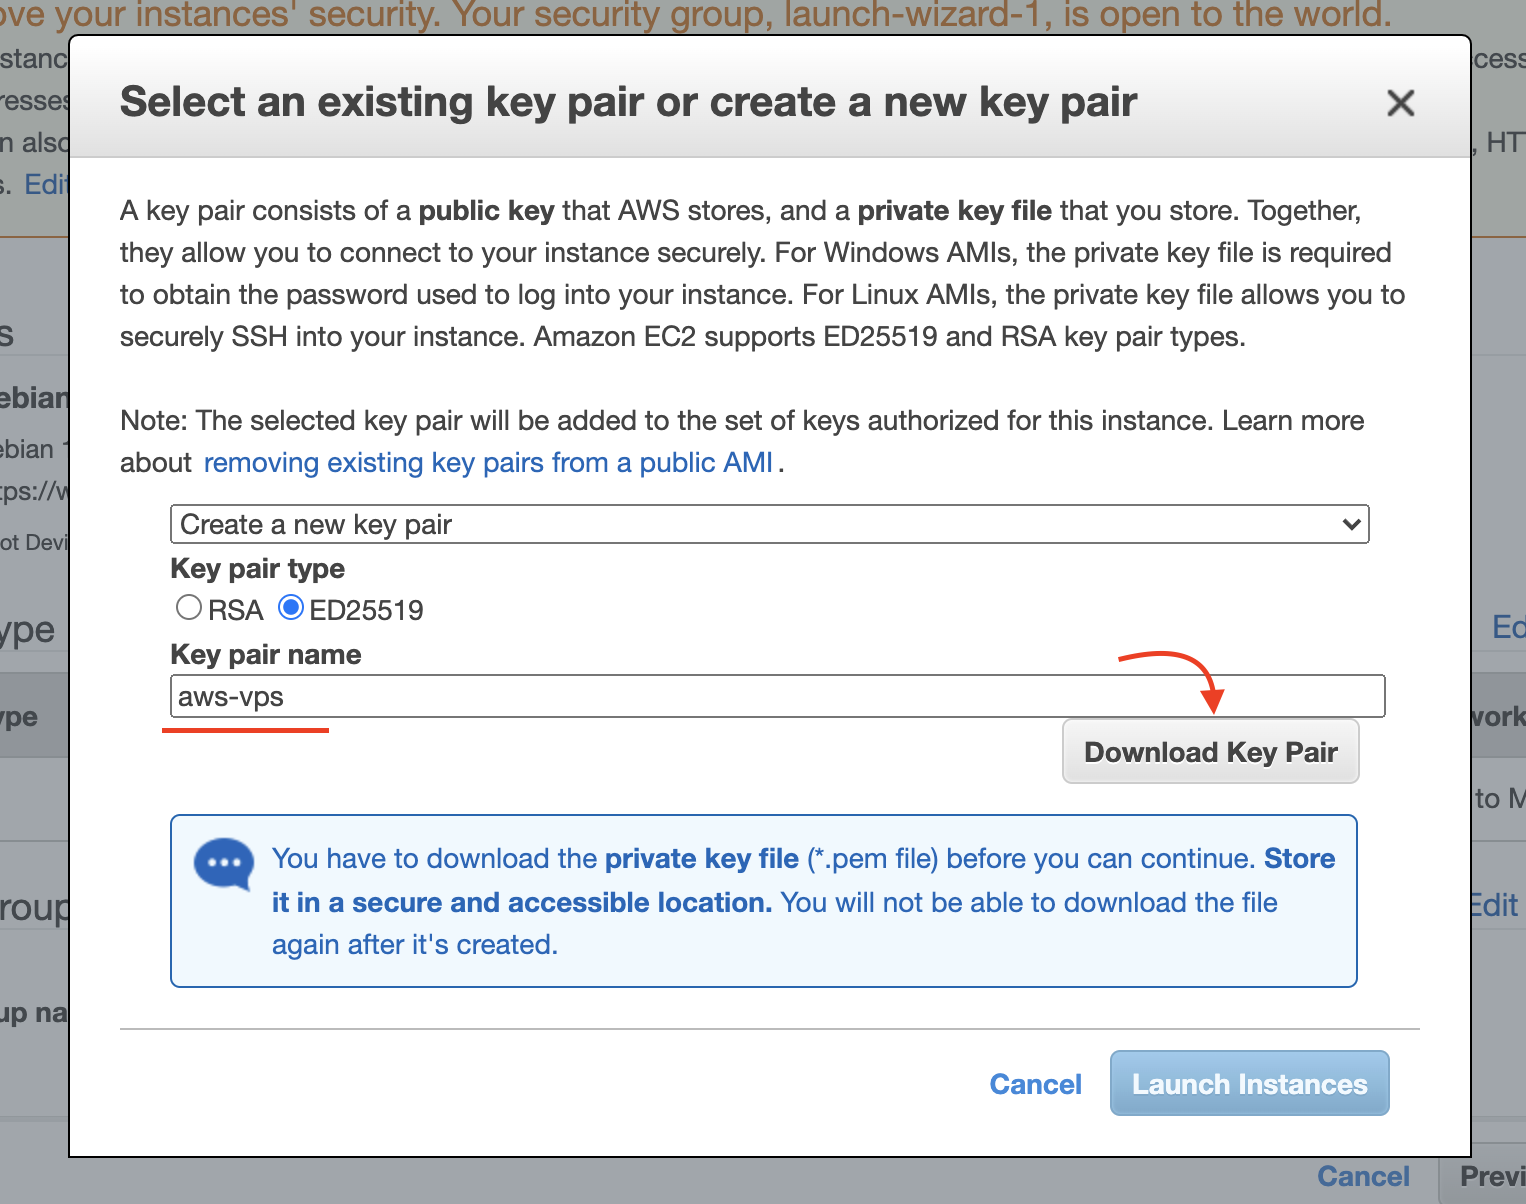 ove your instances' security. Your security group, launch-wizard-1, is open to the world.
Select an existing key pair or create a new key pair
A key pair consists of a public key that AWS stores, and a private key file that you store. Together,
they allow you to connect to your instance securely. For Windows AMIs, the private key file is required
to obtain the password used to log into your instance. For Linux AMIs, the private key file allows you to
securely SSH into your instance. Amazon EC2 supports ED25519 and RSA key pair types.
Note: The selected key pair will be added to the set of keys authorized for this instance. Learn more
about removing existing key pairs from a public AMI.
Create a new key pair
Key pair type
RSA ED25519
Key pair name
aws-vps
Download Key Pair
You have to download the private key file (*.pem file) before you can continue. Store
it in a secure and accessible location. You will not be able to download the file
again after it's created.
Cancel Launch Instances
n also
, HT
s. Edit
ebian
ebian
ot Devi
ype
Ed
ype
work
to M
roup
Edit
up na
Cancel Previ